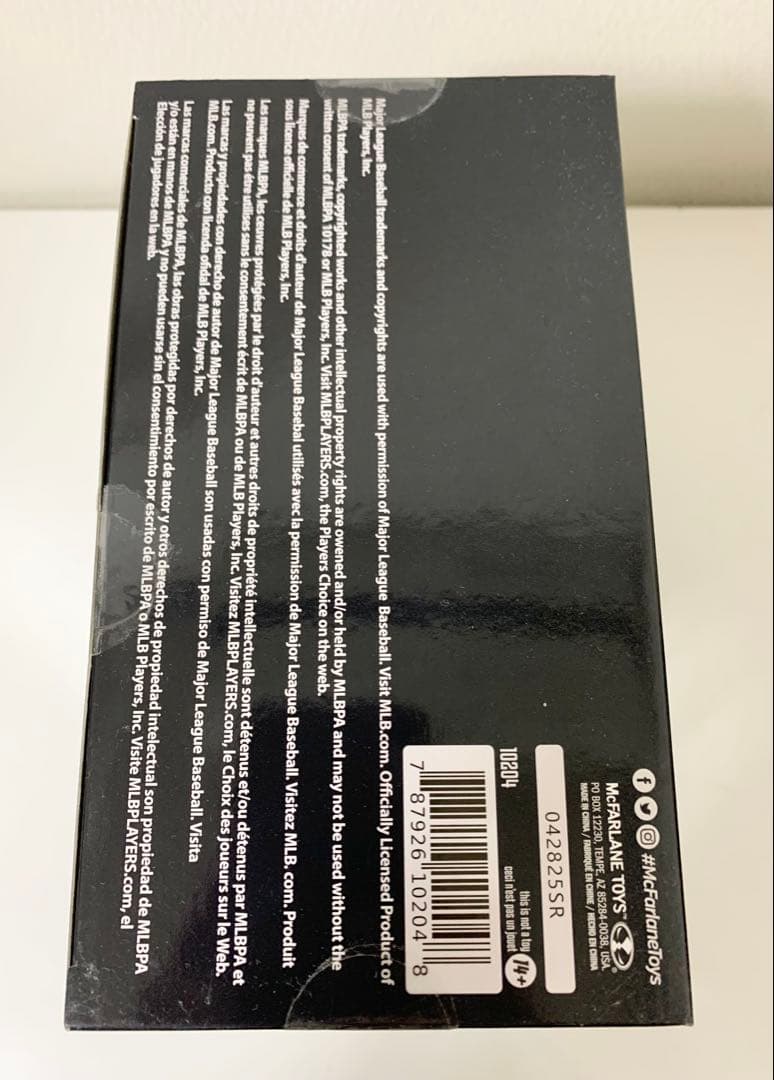 #McFarlaneToys
McFARLANE TOYS™
®
PO BOX 12230, TEMPE, AZ 85284-0038, USA
MADE IN CHINA / FABRIQUÉ EN CHINE / HECHO EN CHINA
042825SR
10204
this is not a toy
ceci n'est pas un jouet
14+
7 87926 10204 8
Major League Baseball trademarks and copyrights are used with permission of Major League Baseball. Visit MLB.com. Officially Licensed Product of
MLB Players, Inc.
MLBPA trademarks, copyrighted works and other intellectual property rights are owened and/or held by MLBPA and may not be used without the
written consent of MLBPA 10178 or MLB Players, Inc. Visit MLBPLAYERS.com, the Players Choice on the web.
Marques de commerce et droits d'auteur de Major League Basebal utilisés avec la permission de Major League Baseball. Visitez MLB. com. Produit
sous licence officielle de MLB Players, Inc.
Les marques MLBPA, les œuvres protégées par le droit d'auteur et autres droits de propriété intellectuelle sont détenus et/ou détenus par MLBPA et
ne peuvent pas être utilises sans le consentement écrit de MLBPA ou de MLB Players, Inc. Visitez MLBPLAYERS.com, le Choix des joueurs sur le Web.
Las marcas y propiedades con derecho de autor de Major League Baseball son usadas con permiso de Major League Baseball. Visita
MLB.com. Producto con licencia oficial de MLB Players, Inc.
Las marcas comerciales de MLBPA, las obras protegidas por derechos de autor y otros derechos de propiedad intelectual son propiedad de MLBPA
y/o están en manos de MLBPA y no pueden usarse sin el consentimiento por escrito de MLBPA o MLB Players, Inc. Visite MLBPLAYERS.com, el
Elección de jugadores en la web.